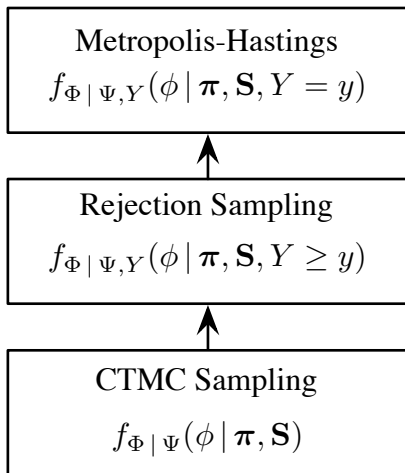 Metropolis-Hastings
f_{Φ | Ψ,Y}(ϕ | π, S, Y = y)
Rejection Sampling
f_{Φ | Ψ,Y}(ϕ | π, S, Y ≥ y)
CTMC Sampling
f_{Φ | Ψ}(ϕ | π, S)